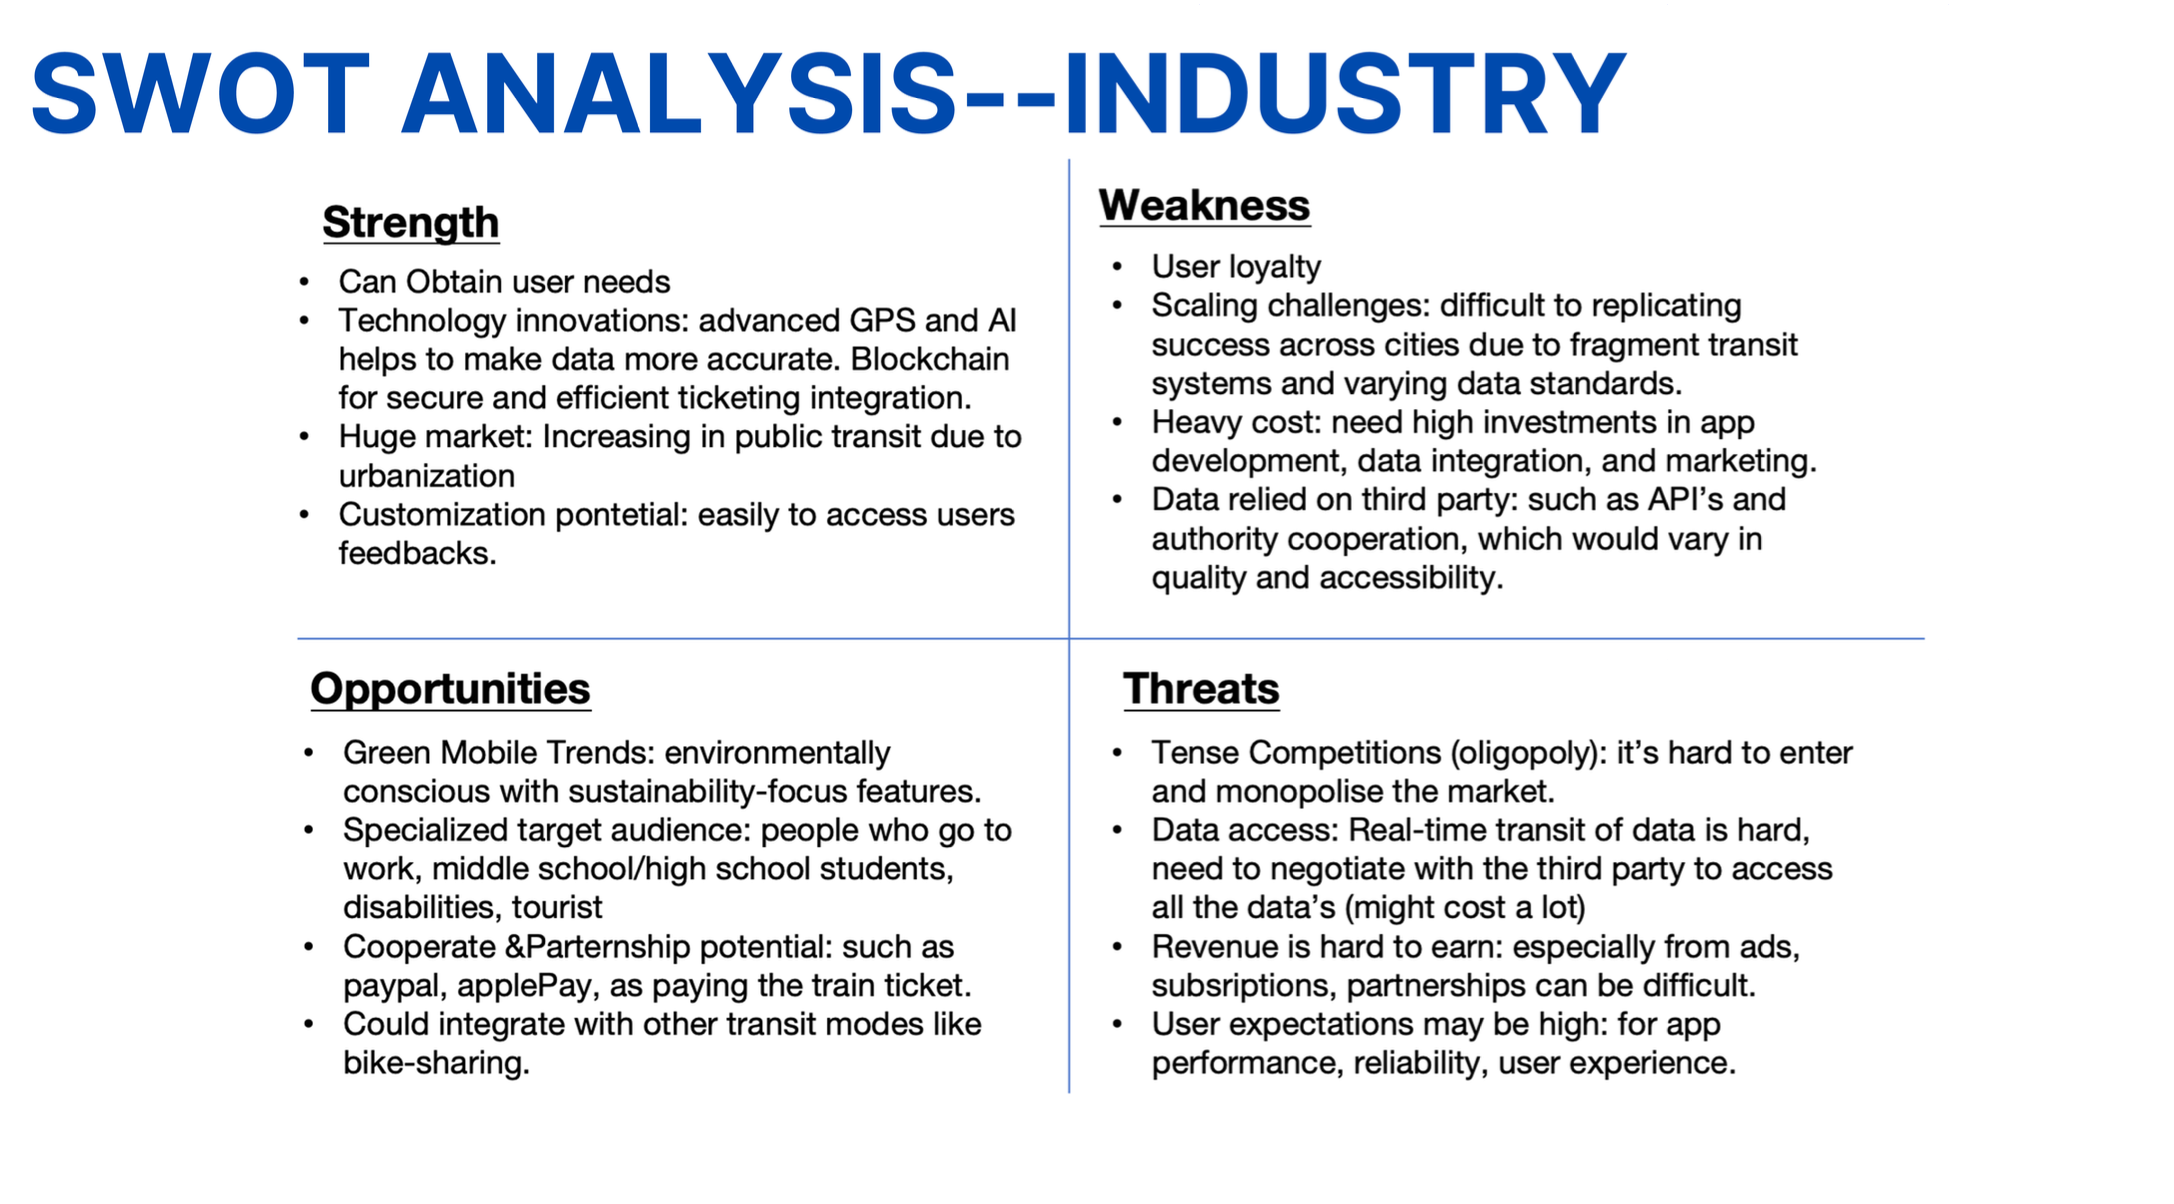 SWOT ANALYSIS--INDUSTRY
Strength
• Can Obtain user needs
• Technology innovations: advanced GPS and AI
helps to make data more accurate. Blockchain
for secure and efficient ticketing integration.
• Huge market: Increasing in public transit due to
urbanization
• Customization pontetial: easily to access users
feedbacks.
Weakness
• User loyalty
• Scaling challenges: difficult to replicating
success across cities due to fragment transit
systems and varying data standards.
• Heavy cost: need high investments in app
development, data integration, and marketing.
• Data relied on third party: such as API’s and
authority cooperation, which would vary in
quality and accessibility.
Opportunities
• Green Mobile Trends: environmentally
conscious with sustainability-focus features.
• Specialized target audience: people who go to
work, middle school/high school students,
disabilities, tourist
• Cooperate &Parternship potential: such as
paypal, applePay, as paying the train ticket.
• Could integrate with other transit modes like
bike-sharing.
Threats
• Tense Competitions (oligopoly): it’s hard to enter
and monopolise the market.
• Data access: Real-time transit of data is hard,
need to negotiate with the third party to access
all the data’s (might cost a lot)
• Revenue is hard to earn: especially from ads,
subsriptions, partnerships can be difficult.
• User expectations may be high: for app
performance, reliability, user experience.